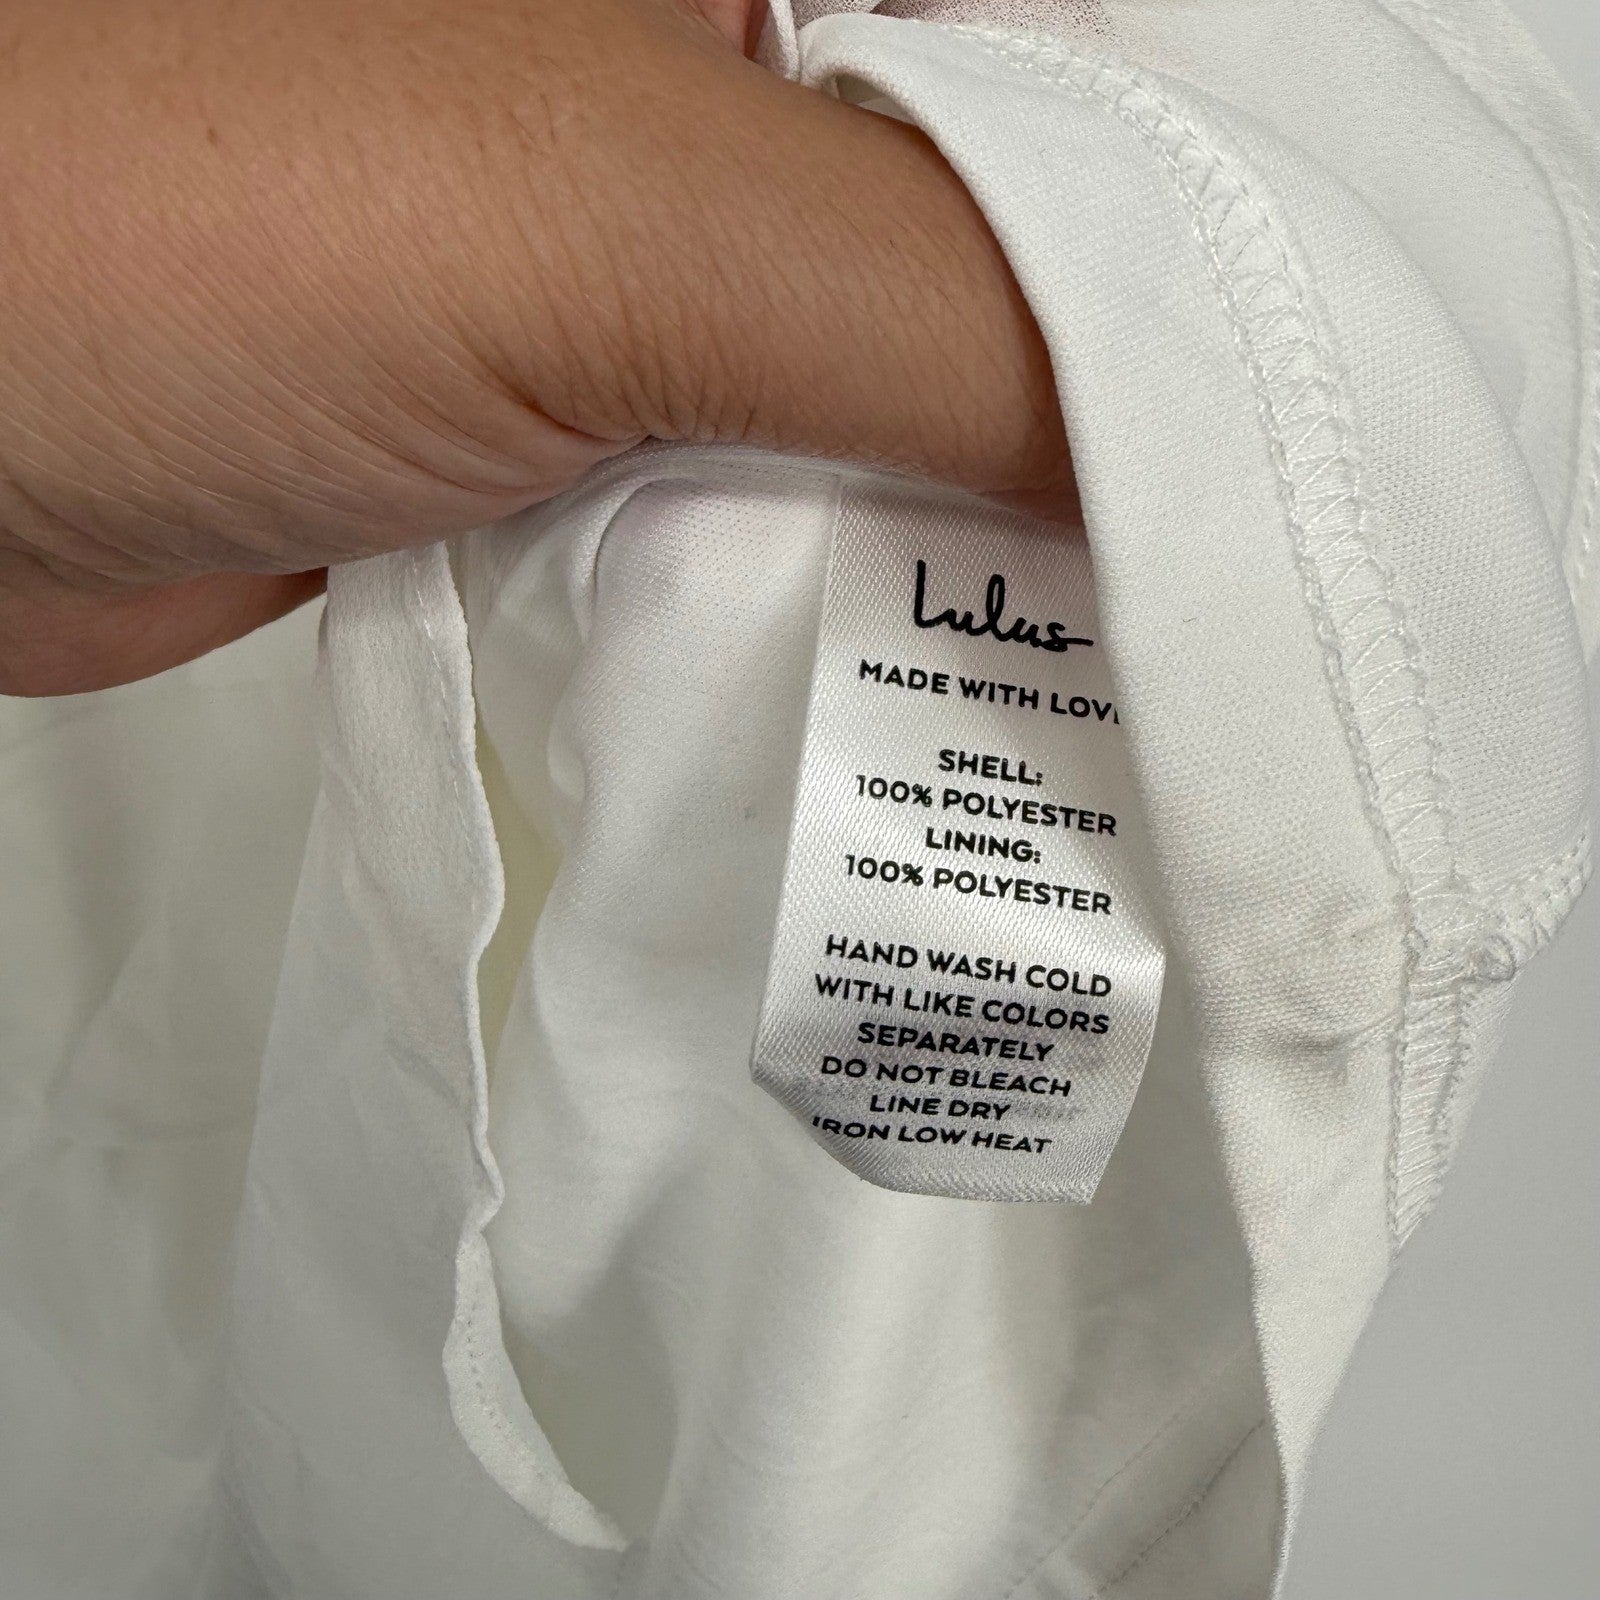 Lulus
MADE WITH LOV
SHELL:
100% POLYESTER
LINING:
100% POLYESTER
HAND WASH COLD
WITH LIKE COLORS
SEPARATELY
DO NOT BLEACH
LINE DRY
IRON LOW HEAT